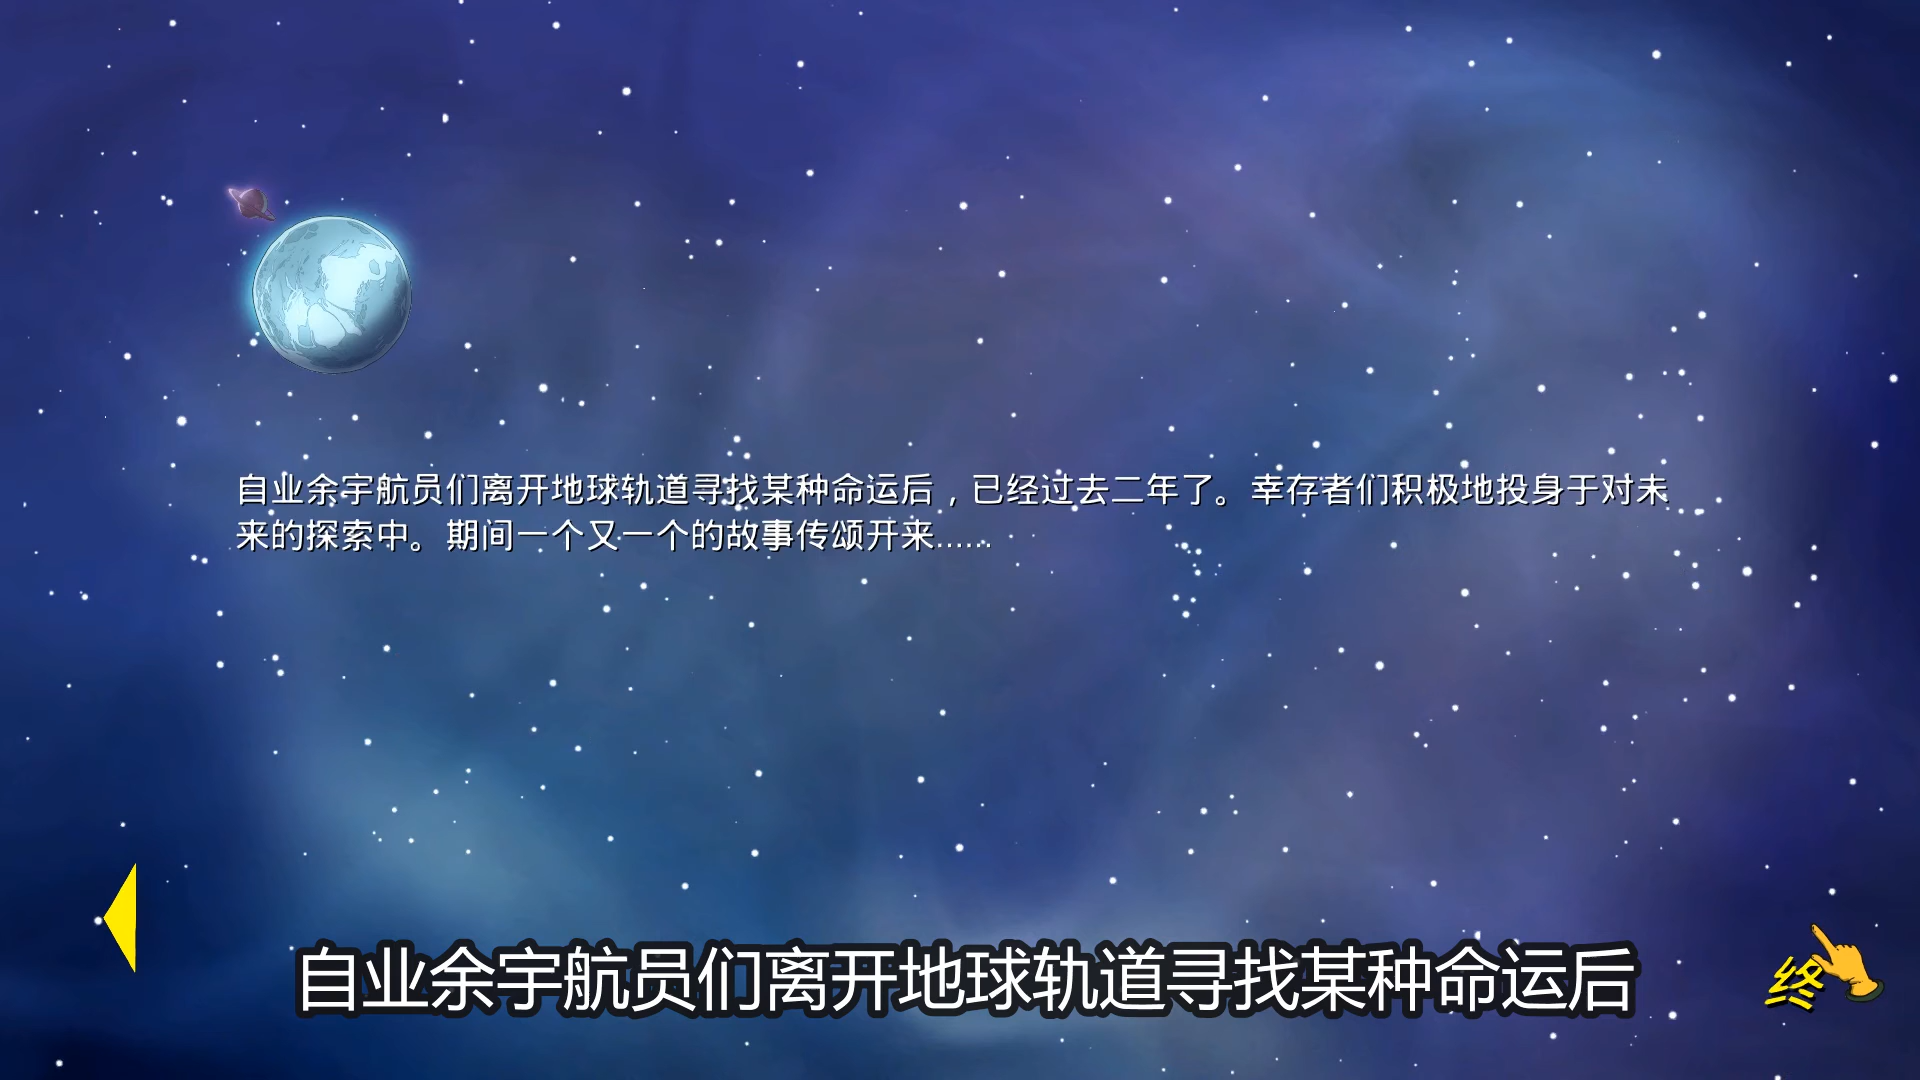 自业余宇航员们离开地球轨道寻找某种命运后，已经过去二年了。幸存者们积极地投身于对未
来的探索中。期间一个又一个的故事传颂开来……
自业余宇航员们离开地球轨道寻找某种命运后
终